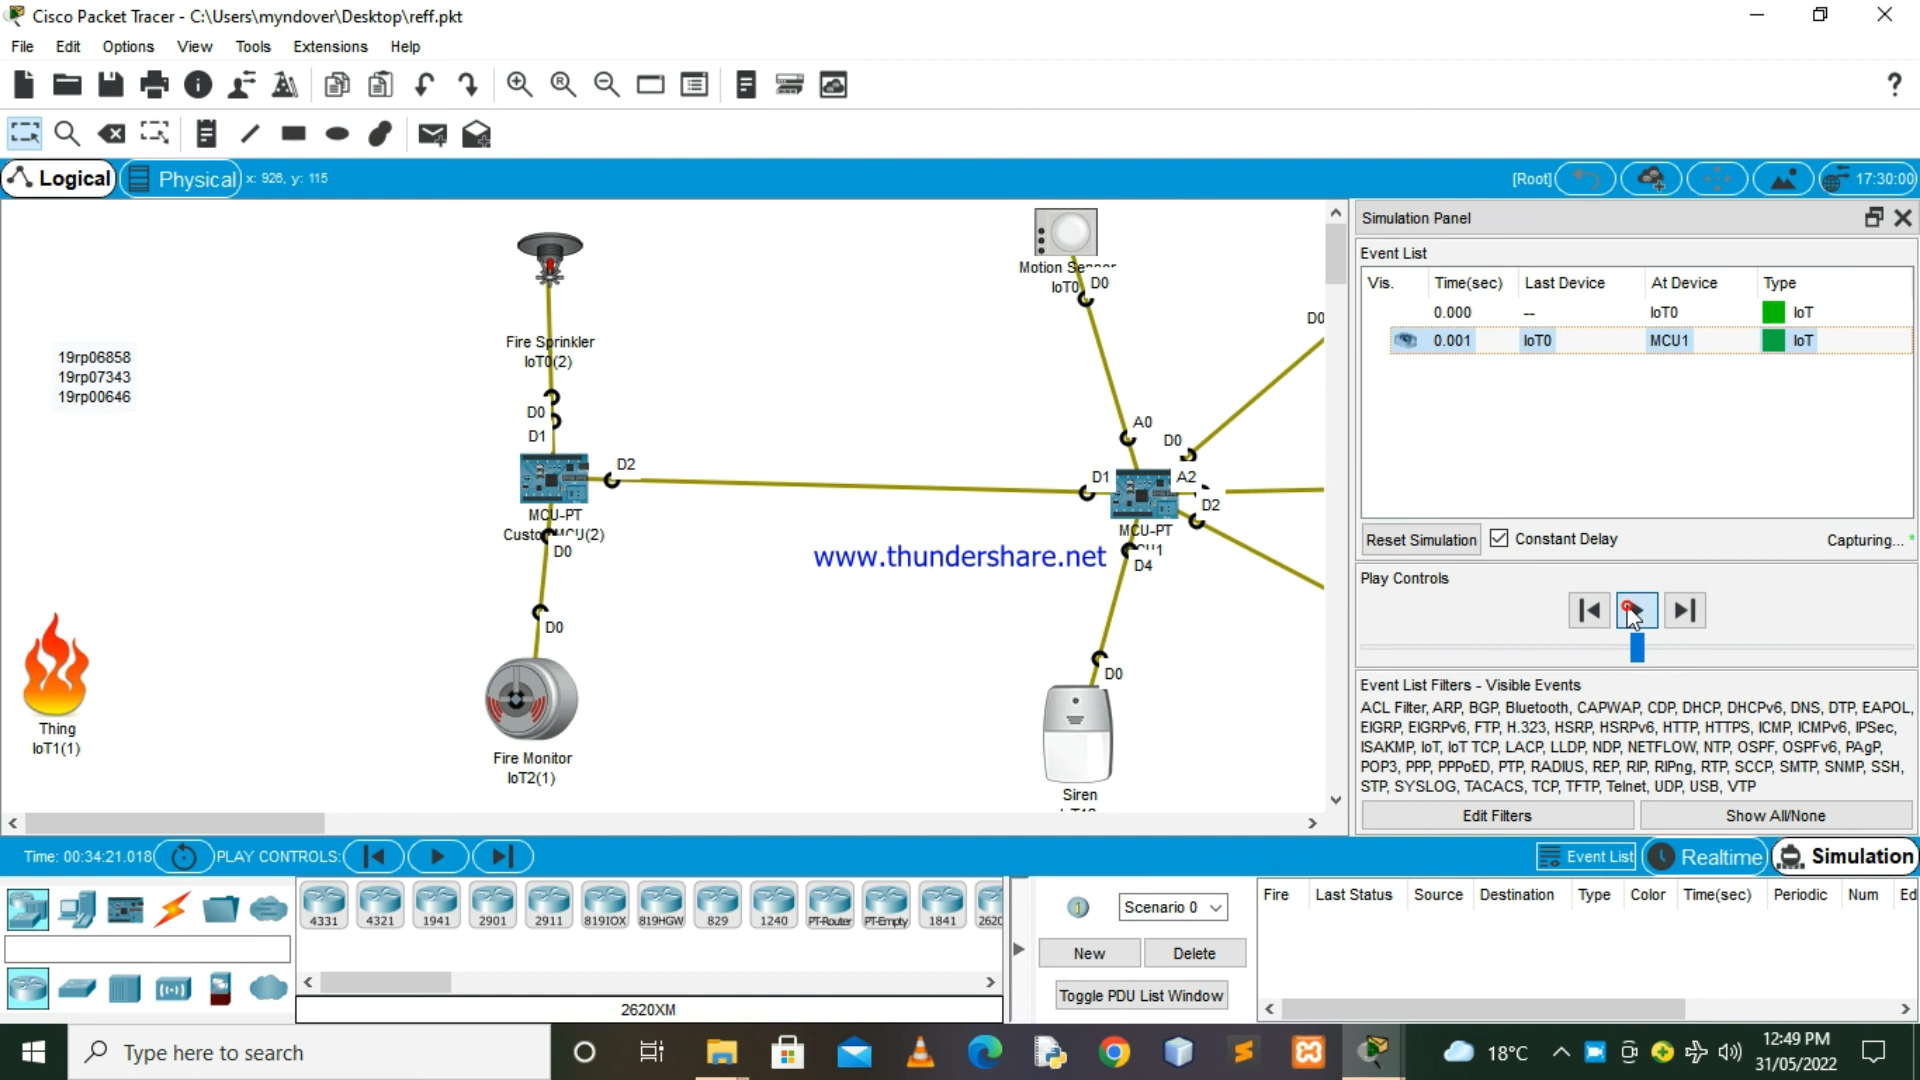 Cisco Packet Tracer - C:\Users\myndover\Desktop\reff.pkt
File Edit Options View Tools Extensions Help
Logical Physical x: 926, y: 115 [Root] 17:30:00
Simulation Panel
Event List
Vis. Time(sec) Last Device At Device Type
0.000 -- IoT0 IoT
0.001 IoT0 MCU1 IoT
Reset Simulation Constant Delay Capturing... *
Play Controls
Event List Filters - Visible Events
ACL Filter, ARP, BGP, Bluetooth, CAPWAP, CDP, DHCP, DHCPv6, DNS, DTP, EAPOL,
EIGRP, EIGRPv6, FTP, H.323, HSRP, HSRPv6, HTTP, HTTPS, ICMP, ICMPv6, IPSec,
ISAKMP, IoT, IoT TCP, LACP, LLDP, NDP, NETFLOW, NTP, OSPF, OSPFv6, PAgP,
POP3, PPP, PPPoED, PTP, RADIUS, REP, RIP, RIPng, RTP, SCCP, SMTP, SNMP, SSH,
STP, SYSLOG, TACACS, TCP, TFTP, Telnet, UDP, USB, VTP
Edit Filters Show All/None
19rp06858
19rp07343
19rp00646
Fire Sprinkler
IoT0(2)
D0
D1
D2
MCU-PT
D0
D0
Fire Monitor
IoT2(1)
Thing
IoT1(1)
Motion
IoT0
D0
D0
A0
D0
D1
A2
D2
MCU-PT
D4
D0
Siren
www.thundershare.net
Time: 00:34:21.018 PLAY CONTROLS: Event List Realtime Simulation
4331 4321 1941 2901 2911 819IOX 819HGW 829 1240 PT-Router PT-Empty 1841 2620
2620XM
Scenario 0
New Delete
Toggle PDU List Window
Fire Last Status Source Destination Type Color Time(sec) Periodic Num Ed
Type here to search
18°C
12:49 PM
31/05/2022